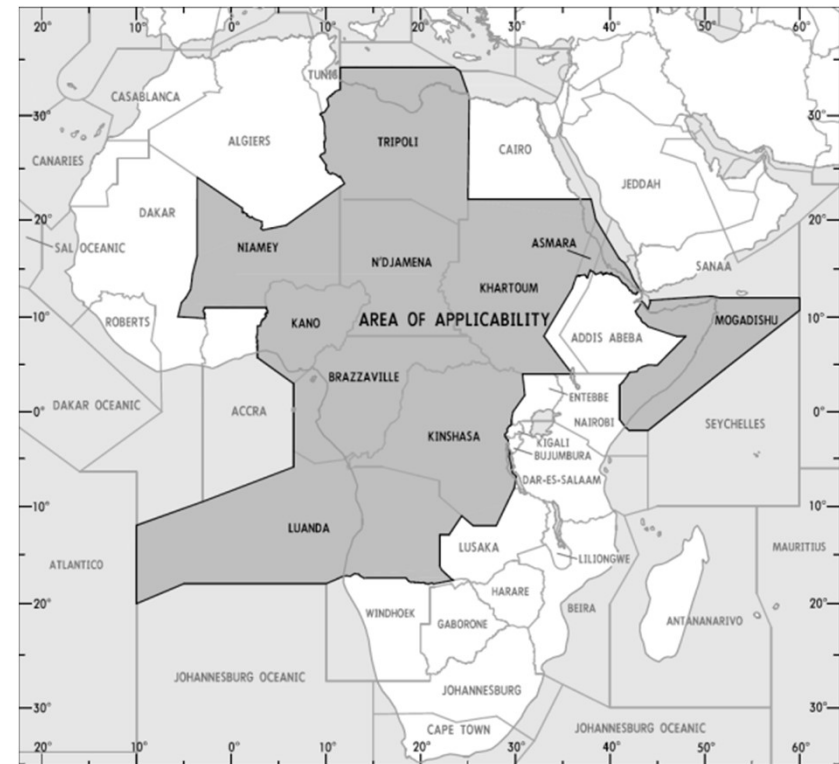 20° 10° 0° 10° 20° 30° 40° 50° 60°
TUNIS
CASABLANCA
30° 30°
ALGIERS
TRIPOLI
CAIRO
CANARIES
JEDDAH
DAKAR
20° 20°
ASMARA
SAL OCEANIC
NIAMEY
N'DJAMENA
SANAA
KHARTOUM
ROBERTS
KANO
AREA OF APPLICABILITY
MOGADISHU
10° 10°
ADDIS ABEBA
BRAZZAVILLE
ENTEBBE
DAKAR OCEANIC
ACCRA
0° 0°
NAIROBI
SEYCHELLES
KINSHASA
KIGALI
BUJUMBURA
DAR-ES-SALAAM
10° 10°
LUANDA
LUSAKA
MAURITIUS
ATLANTICO
LILIONGWE
HARARE
20° 20°
WINDHOEK
BEIRA
GABORONE
ANTANANARIVO
JOHANNESBURG OCEANIC
JOHANNESBURG
30° 30°
CAPE TOWN
JOHANNESBURG OCEANIC
20° 10° 0° 10° 20° 30° 40° 50° 60°